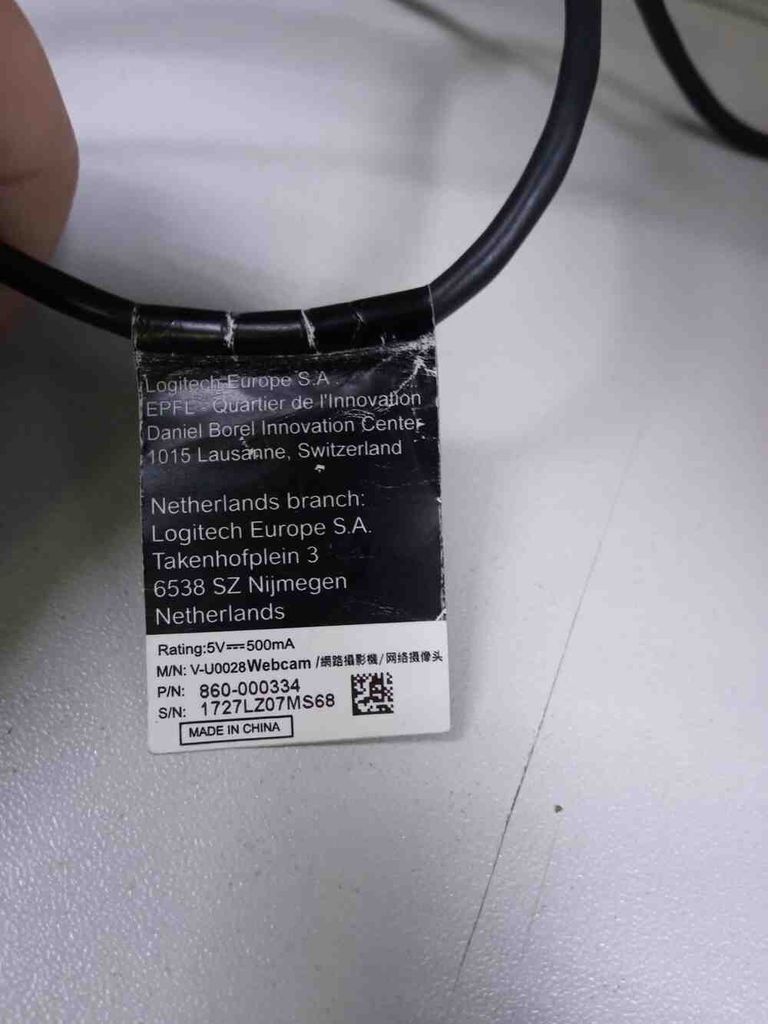 Logitech Europe S.A.
EPFL - Quartier de l'Innovation
Daniel Borel Innovation Center
1015 Lausanne, Switzerland
Netherlands branch:
Logitech Europe S.A.
Takenhofplein 3
6538 SZ Nijmegen
Netherlands
Rating:5V⎓500mA
M/N: V-U0028 Webcam /網路攝影機/网络摄像头
P/N: 860-000334
S/N: 1727LZ07MS68
MADE IN CHINA